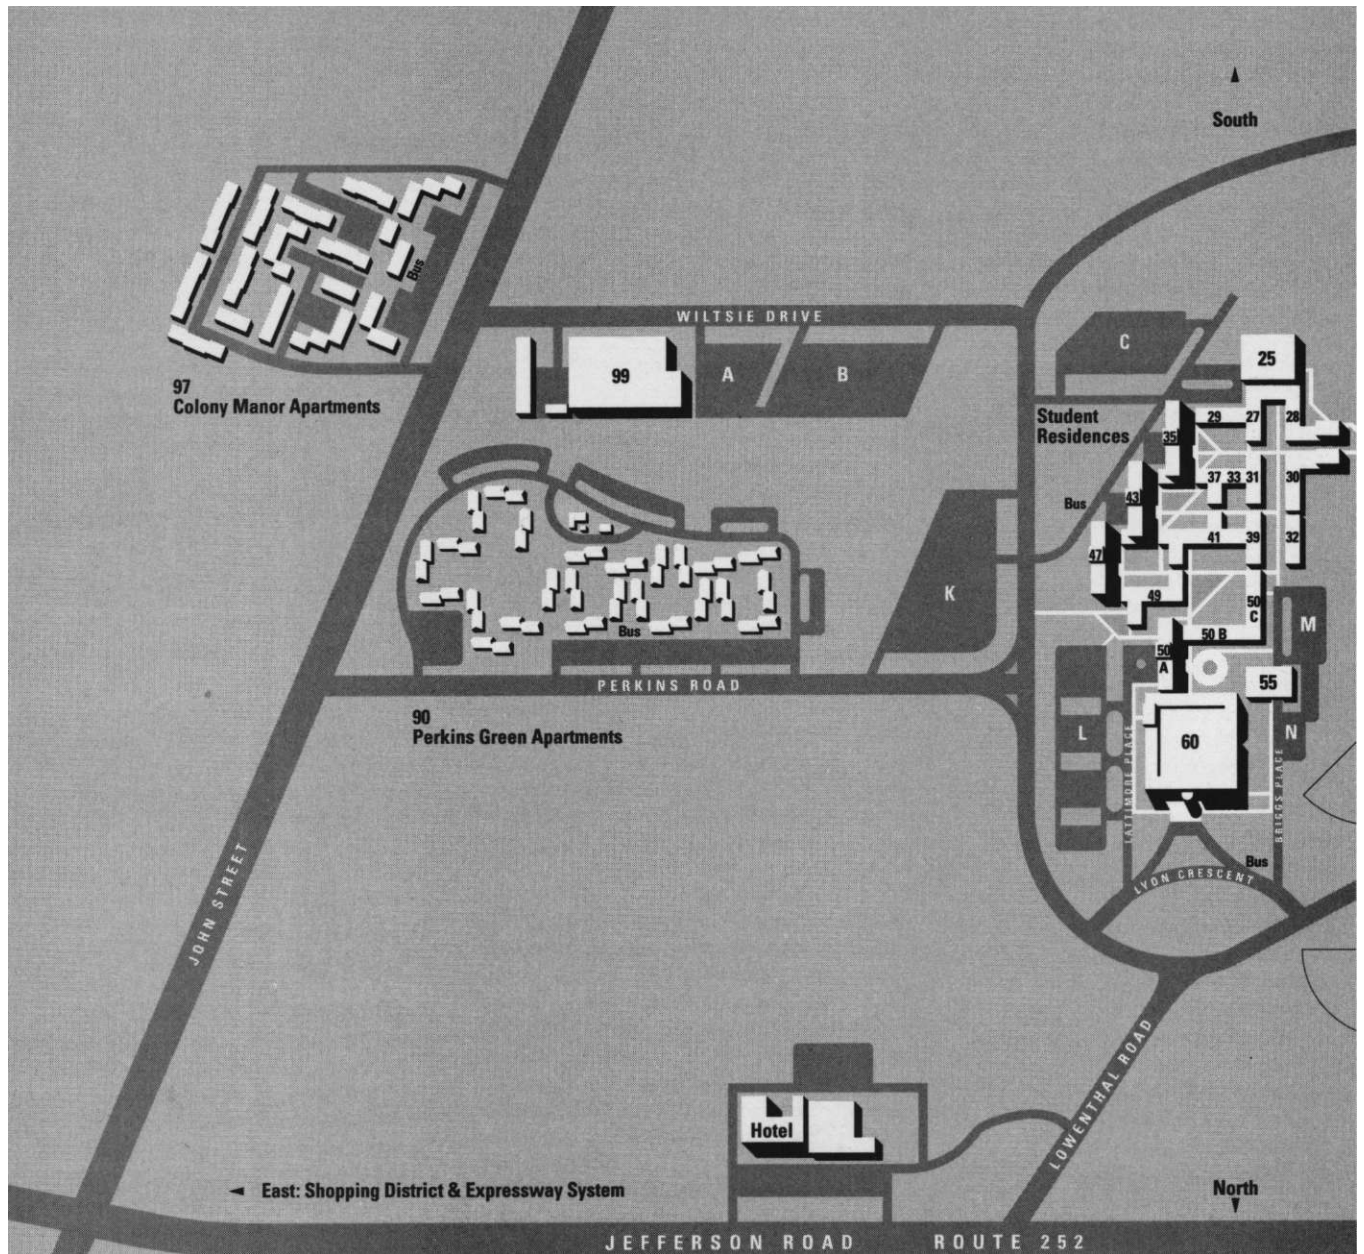 South
WILTSIE DRIVE
Bus
97
Colony Manor Apartments
99
A
B
C
25
Student
Residences
29
27
28
35
37
33
31
30
43
Bus
41
39
32
47
49
50
C
50 B
50
A
K
M
55
L
60
N
LATTIMORE PLACE
BRIGGS PLACE
Bus
PERKINS ROAD
90
Perkins Green Apartments
Bus
LYON CRESCENT
JOHN STREET
LOWENTHAL ROAD
Hotel
East: Shopping District & Expressway System
North
JEFFERSON ROAD ROUTE 252